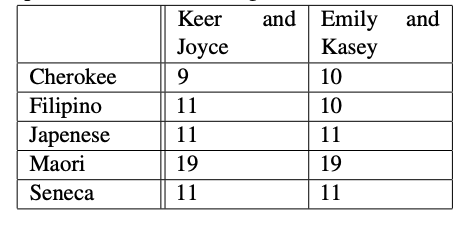 Keer and Emily and
Joyce Kasey
Cherokee 9 10
Filipino 11 10
Japenese 11 11
Maori 19 19
Seneca 11 11